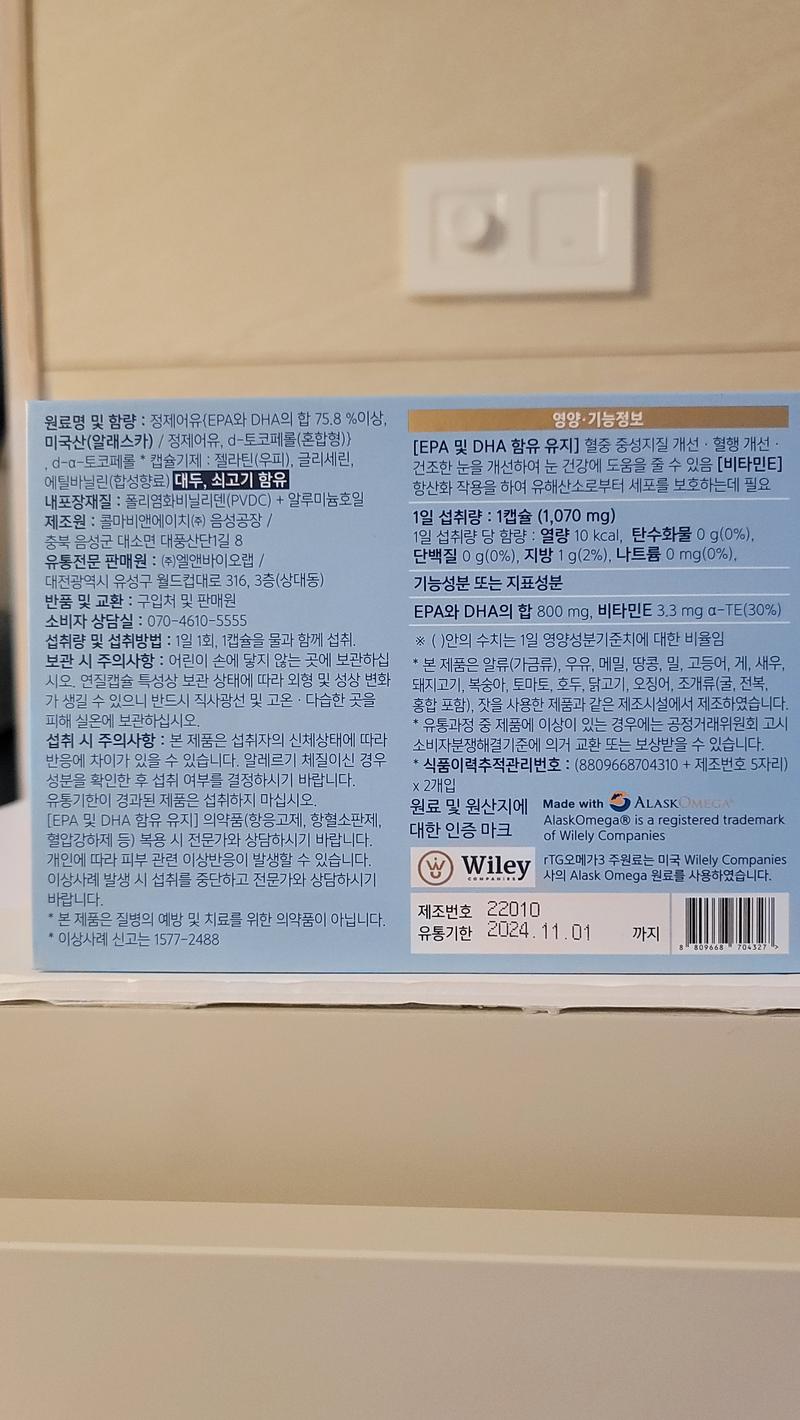 원료명 및 함량 : 정제어유{EPA와 DHA의 합 75.8 %이상,
미국산(알래스카) / 정제어유, d-토코페롤(혼합형)}
, d-α-토코페롤 * 캡슐기제 : 젤라틴(우피), 글리세린,
에틸바닐린(합성향료) 대두, 쇠고기 함유
내포장재질 : 폴리염화비닐리덴(PVDC) + 알루미늄호일
제조원 : 콜마비앤에이치㈜ 음성공장 /
충북 음성군 대소면 대풍산단1길 8
유통전문 판매원 : ㈜엘앤바이오랩 /
대전광역시 유성구 월드컵대로 316, 3층(상대동)
반품 및 교환 : 구입처 및 판매원
소비자 상담실 : 070-4610-5555
섭취량 및 섭취방법 : 1일 1회, 1캡슐을 물과 함께 섭취.
보관 시 주의사항 : 어린이 손에 닿지 않는 곳에 보관하십
시오. 연질캡슐 특성상 보관 상태에 따라 외형 및 성상 변화
가 생길 수 있으니 반드시 직사광선 및 고온 · 다습한 곳을
피해 실온에 보관하십시오.
섭취 시 주의사항 : 본 제품은 섭취자의 신체상태에 따라
반응에 차이가 있을 수 있습니다. 알레르기 체질이신 경우
성분을 확인한 후 섭취 여부를 결정하시기 바랍니다.
유통기한이 경과된 제품은 섭취하지 마십시오.
[EPA 및 DHA 함유 유지] 의약품(항응고제, 항혈소판제,
혈압강하제 등) 복용 시 전문가와 상담하시기 바랍니다.
개인에 따라 피부 관련 이상반응이 발생할 수 있습니다.
이상사례 발생 시 섭취를 중단하고 전문가와 상담하시기
바랍니다.
* 본 제품은 질병의 예방 및 치료를 위한 의약품이 아닙니다.
* 이상사례 신고는 1577-2488
영양·기능정보
[EPA 및 DHA 함유 유지] 혈중 중성지질 개선 · 혈행 개선 ·
건조한 눈을 개선하여 눈 건강에 도움을 줄 수 있음 [비타민E]
항산화 작용을 하여 유해산소로부터 세포를 보호하는데 필요
1일 섭취량 : 1캡슐 (1,070 mg)
1일 섭취량 당 함량 : 열량 10 kcal, 탄수화물 0 g(0%),
단백질 0 g(0%), 지방 1 g(2%), 나트륨 0 mg(0%),
기능성분 또는 지표성분
EPA와 DHA의 합 800 mg, 비타민E 3.3 mg α-TE(30%)
※ ( )안의 수치는 1일 영양성분기준치에 대한 비율임
* 본 제품은 알류(가금류), 우유, 메밀, 땅콩, 밀, 고등어, 게, 새우,
돼지고기, 복숭아, 토마토, 호두, 닭고기, 오징어, 조개류(굴, 전복,
홍합 포함), 잣을 사용한 제품과 같은 제조시설에서 제조하였습니다.
* 유통과정 중 제품에 이상이 있는 경우에는 공정거래위원회 고시
소비자분쟁해결기준에 의거 교환 또는 보상받을 수 있습니다.
* 식품이력추적관리번호 : (8809668704310 + 제조번호 5자리)
x 2개입
원료 및 원산지에
대한 인증 마크
Made with ALASKOMEGA®
AlaskOmega® is a registered trademark
of Wilely Companies
Wiley
COMPANIES
rTG오메가3 주원료는 미국 Wilely Companies
사의 Alask Omega 원료를 사용하였습니다.
제조번호 22010
유통기한 2024.11.01 까지
8 809668 704327 >